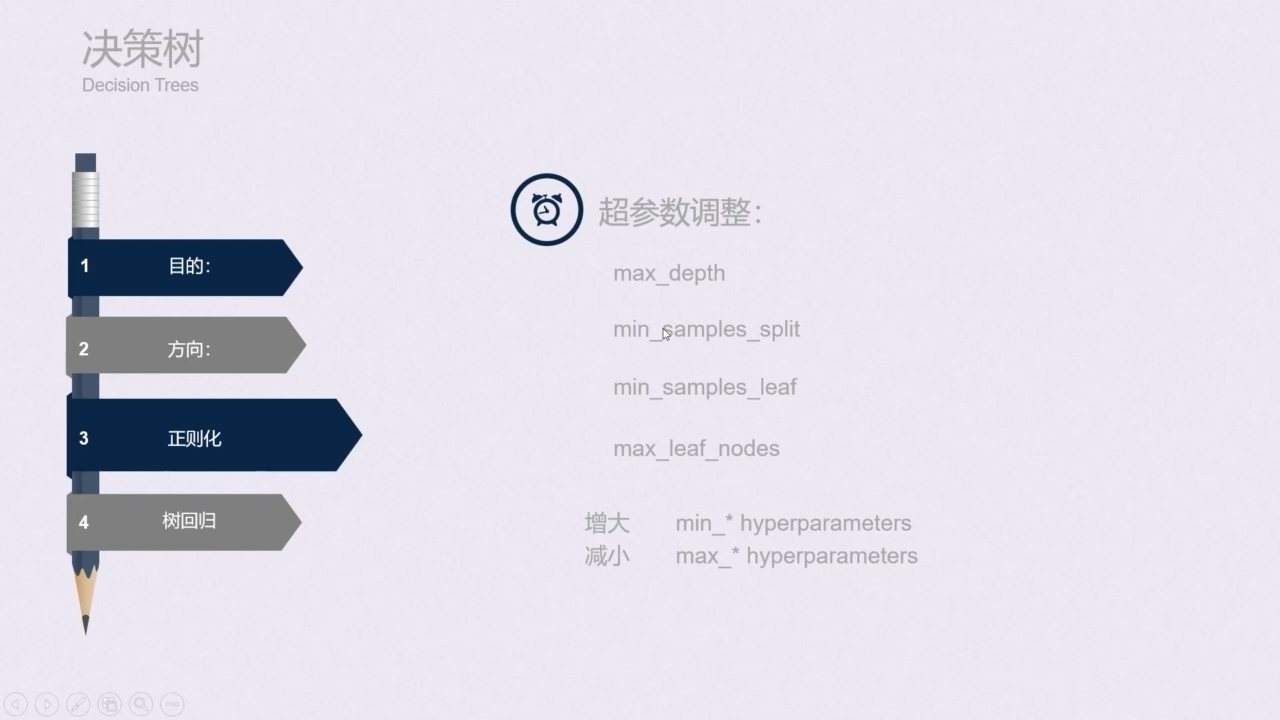 决策树
Decision Trees
1 目的：
2 方向：
3 正则化
4 树回归
超参数调整：
max_depth
min_samples_split
min_samples_leaf
max_leaf_nodes
增大 min_* hyperparameters
减小 max_* hyperparameters